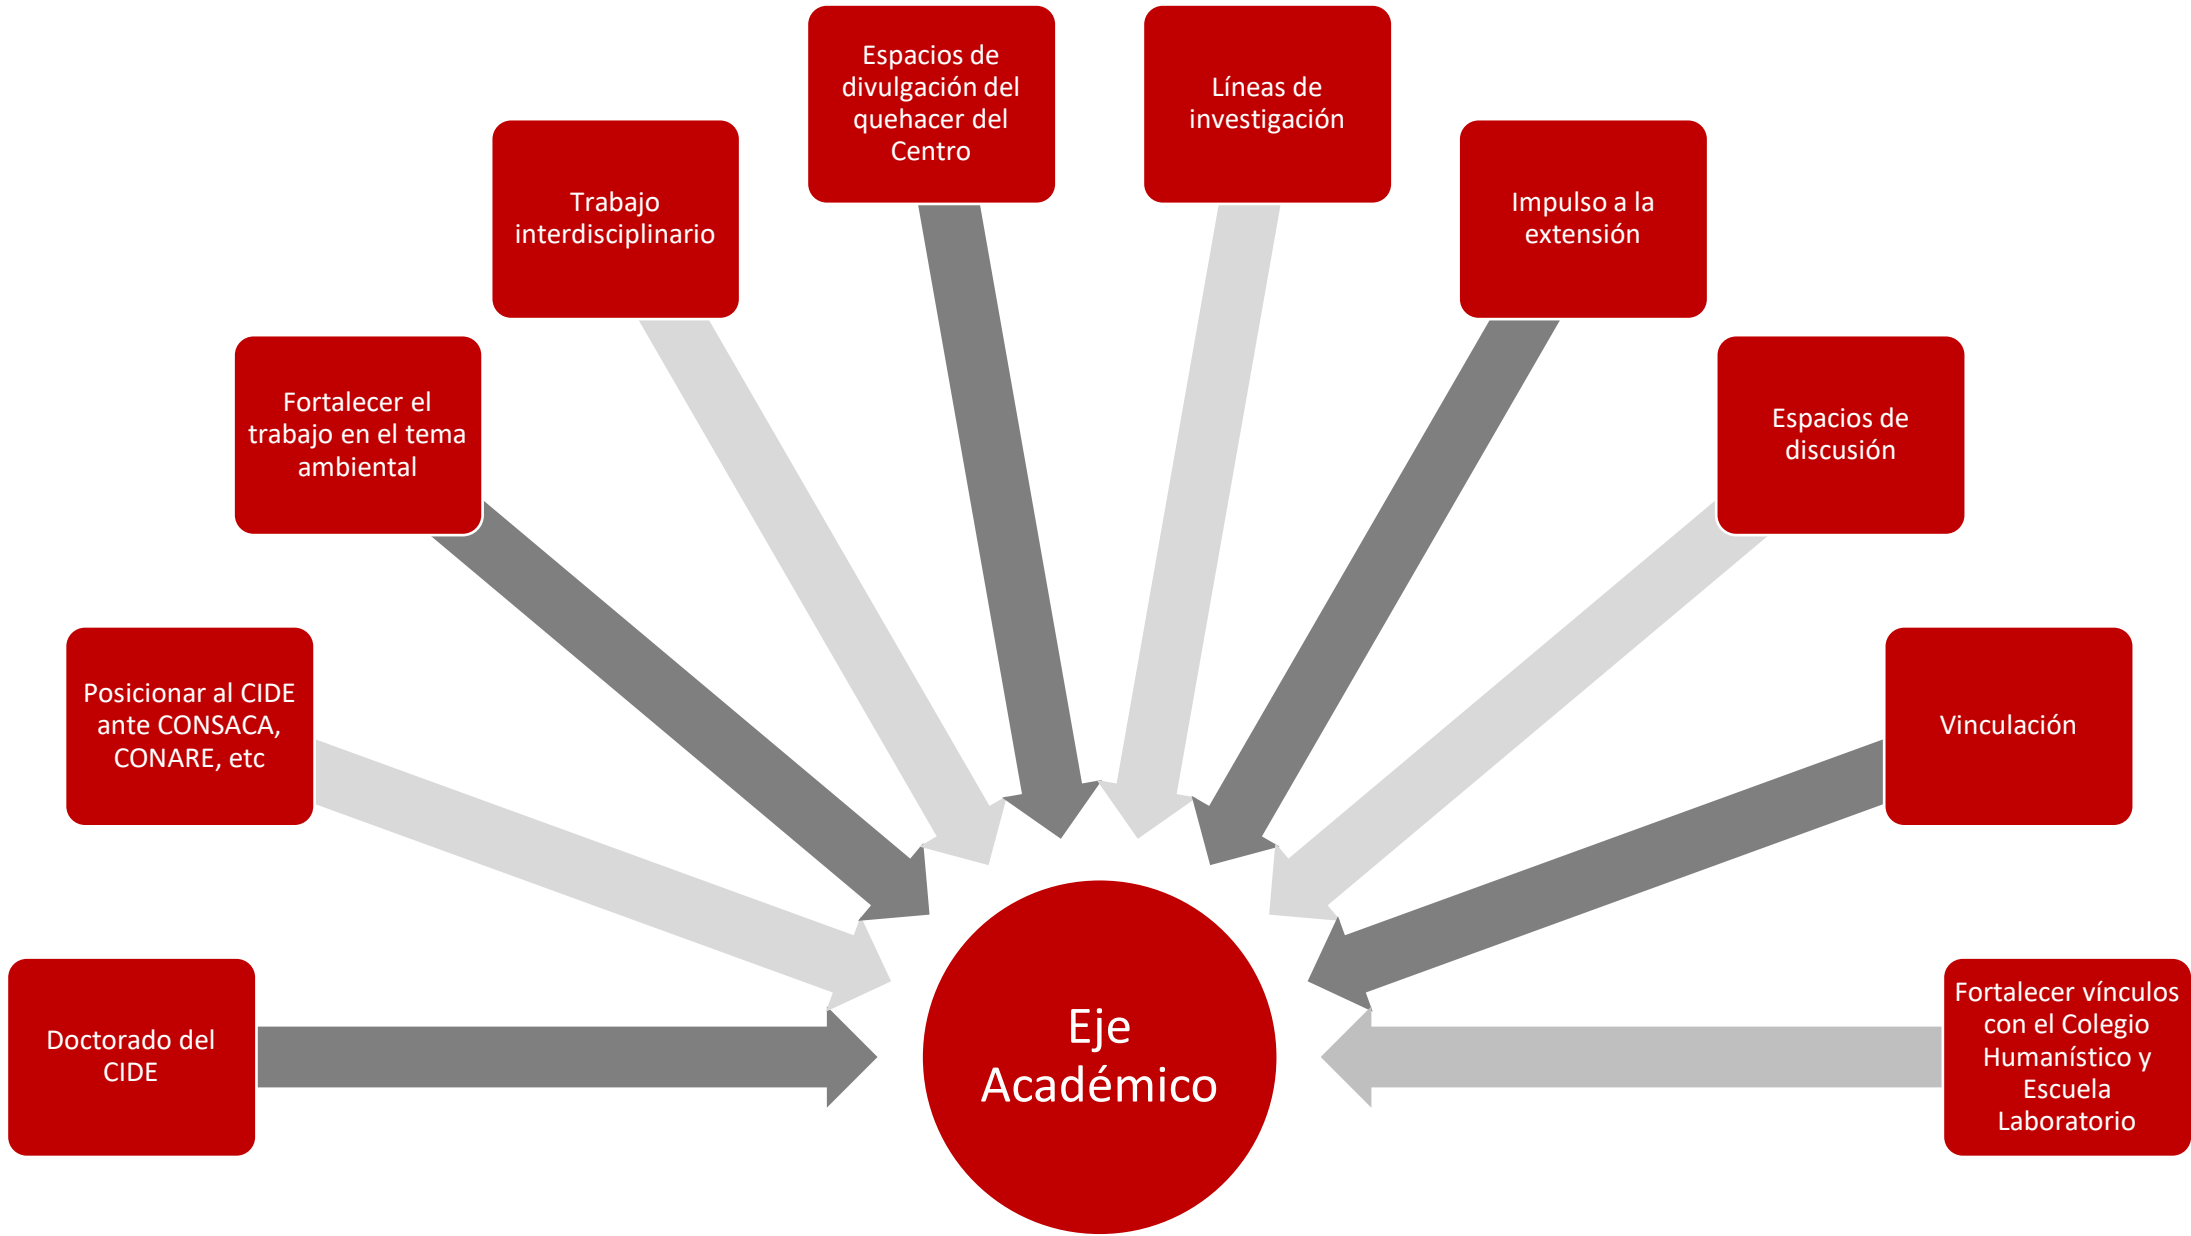 Espacios de
divulgación del
quehacer del
Centro
Líneas de
investigación
Trabajo
interdisciplinario
Impulso a la
extensión
Fortalecer el
trabajo en el tema
ambiental
Espacios de
discusión
Posicionar al CIDE
ante CONSACA,
CONARE, etc
Vinculación
Doctorado del
CIDE
Eje
Académico
Fortalecer vínculos
con el Colegio
Humanístico y
Escuela
Laboratorio